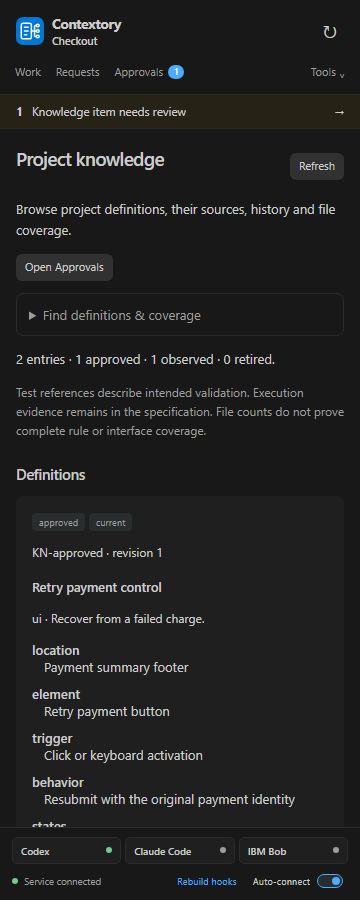 Contextory
Checkout
Work Requests Approvals 1 Tools
1 Knowledge item needs review →
Project knowledge
Refresh
Browse project definitions, their sources, history and file
coverage.
Open Approvals
▶ Find definitions & coverage
2 entries · 1 approved · 1 observed · 0 retired.
Test references describe intended validation. Execution
evidence remains in the specification. File counts do not prove
complete rule or interface coverage.
Definitions
approved current
KN-approved · revision 1
Retry payment control
ui · Recover from a failed charge.
location
Payment summary footer
element
Retry payment button
trigger
Click or keyboard activation
behavior
Resubmit with the original payment identity
states
Codex Claude Code IBM Bob
Service connected Rebuild hooks Auto-connect